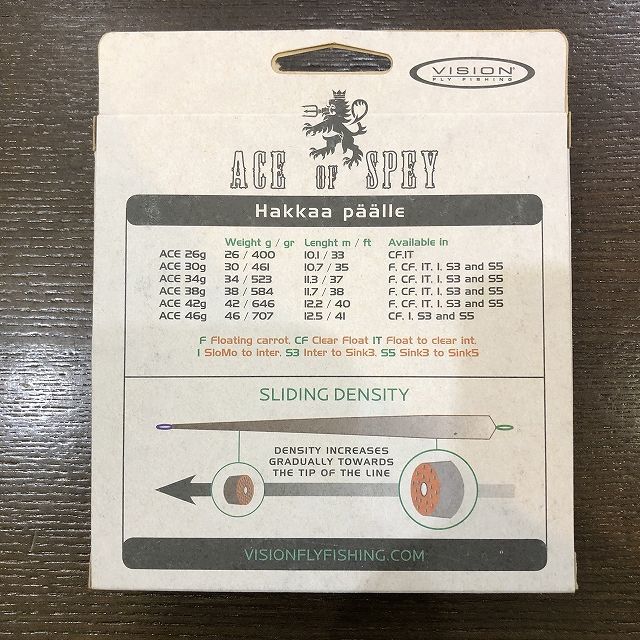 VISION®
FLY FISHING
ACE OF SPEY
Hakkaa päälle
Weight g / gr Lenght m / ft Available in
ACE 26g 26 / 400 10.1 / 33 CF.IT
ACE 30g 30 / 461 10.7 / 35 F. CF. IT. I. S3 and S5
ACE 34g 34 / 523 11.3 / 37 F. CF. IT. I. S3 and S5
ACE 38g 38 / 584 11.7 / 38 F. CF. IT. I. S3 and S5
ACE 42g 42 / 646 12.2 / 40 F. CF. IT. I. S3 and S5
ACE 46g 46 / 707 12.5 / 41 CF. I. S3 and S5
F Floating carrot. CF Clear Float IT Float to clear int.
I SloMo to inter. S3 Inter to Sink3. S5 Sink3 to Sink5
SLIDING DENSITY
DENSITY INCREASES
GRADUALLY TOWARDS
THE TIP OF THE LINE
VISIONFLYFISHING.COM